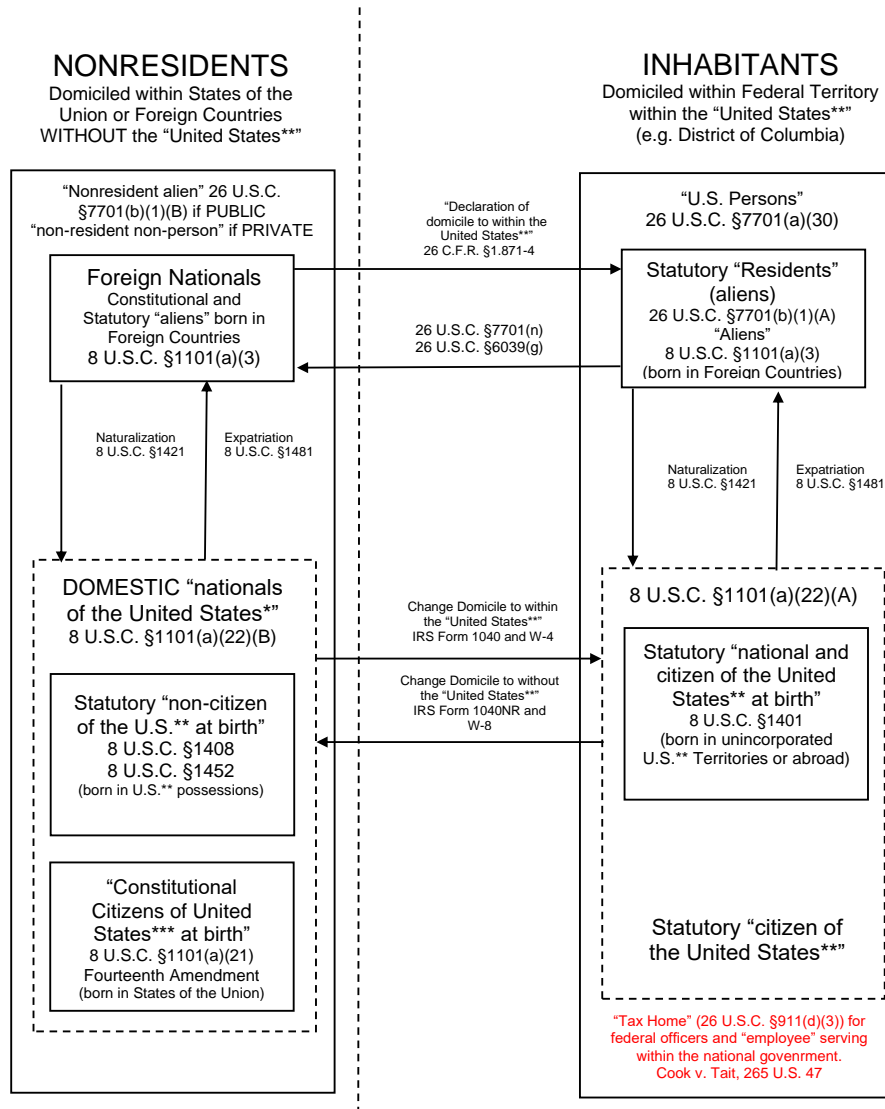 NONRESIDENTS
Domiciled within States of the
Union or Foreign Countries
WITHOUT the “United States**”
“Nonresident alien” 26 U.S.C.
§7701(b)(1)(B) if PUBLIC
“non-resident non-person” if PRIVATE
Foreign Nationals
Constitutional and
Statutory “aliens” born in
Foreign Countries
8 U.S.C. §1101(a)(3)
Naturalization
8 U.S.C. §1421
Expatriation
8 U.S.C. §1481
DOMESTIC “nationals
of the United States*”
8 U.S.C. §1101(a)(22)(B)
Statutory “non-citizen
of the U.S.** at birth”
8 U.S.C. §1408
8 U.S.C. §1452
(born in U.S.** possessions)
“Constitutional
Citizens of United
States*** at birth”
8 U.S.C. §1101(a)(21)
Fourteenth Amendment
(born in States of the Union)
“Declaration of
domicile to within the
United States**”
26 C.F.R. §1.871-4
26 U.S.C. §7701(n)
26 U.S.C. §6039(g)
Change Domicile to within
the “United States**”
IRS Form 1040 and W-4
Change Domicile to without
the “United States**”
IRS Form 1040NR and
W-8
INHABITANTS
Domiciled within Federal Territory
within the “United States**”
(e.g. District of Columbia)
“U.S. Persons”
26 U.S.C. §7701(a)(30)
Statutory “Residents”
(aliens)
26 U.S.C. §7701(b)(1)(A)
“Aliens”
8 U.S.C. §1101(a)(3)
(born in Foreign Countries)
Naturalization
8 U.S.C. §1421
Expatriation
8 U.S.C. §1481
8 U.S.C. §1101(a)(22)(A)
Statutory “national and
citizen of the United
States** at birth”
8 U.S.C. §1401
(born in unincorporated
U.S.** Territories or abroad)
Statutory “citizen of
the United States**”
“Tax Home” (26 U.S.C. §911(d)(3)) for
federal officers and “employee” serving
within the national govenrment.
Cook v. Tait, 265 U.S. 47